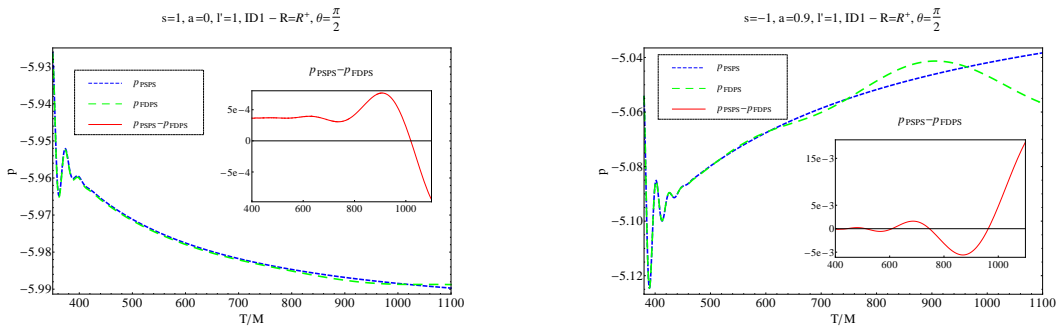 s=1, a=0, l'=1, ID1 − R=R⁺, θ=π/2
−5.93
−5.94
−5.95
−5.96
−5.97
−5.98
−5.99
p
p_PSPS
p_FDPS
p_PSPS−p_FDPS
p_PSPS−p_FDPS
5e−4
0
−5e−4
400 600 800 1000
400 500 600 700 800 900 1000 1100
T/M
s=−1, a=0.9, l'=1, ID1 − R=R⁺, θ=π/2
−5.04
−5.06
−5.08
−5.10
−5.12
p
p_PSPS
p_FDPS
p_PSPS−p_FDPS
p_PSPS−p_FDPS
15e−3
5e−3
0
5e−3
400 600 800 1000
400 500 600 700 800 900 1000 1100
T/M